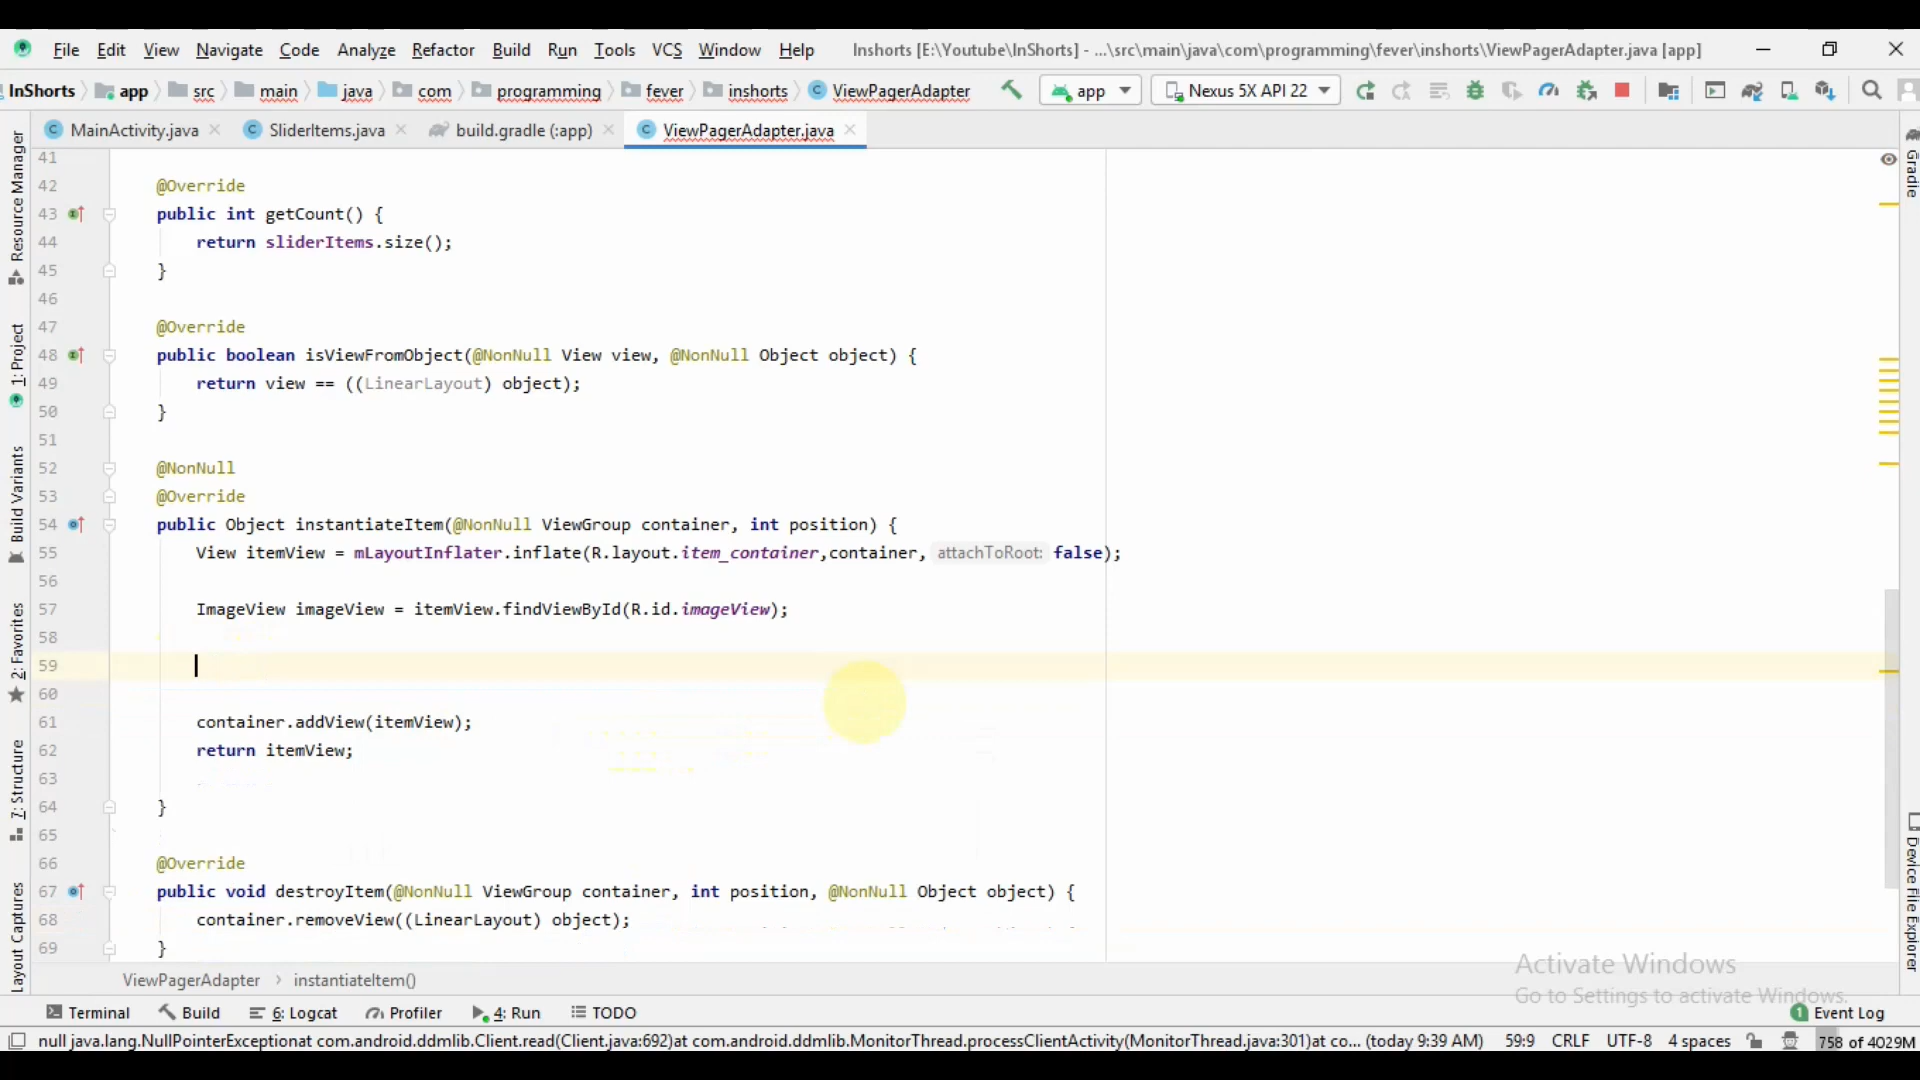 File Edit View Navigate Code Analyze Refactor Build Run Tools VCS Window Help Inshorts [E:\Youtube\InShorts] - ...\src\main\java\com\programming\fever\inshorts\ViewPagerAdapter.java [app]
InShorts app src main java com programming fever inshorts ViewPagerAdapter app Nexus 5X API 22
MainActivity.java SliderItems.java build.gradle (:app) ViewPagerAdapter.java
Resource Manager
1: Project
Build Variants
2: Favorites
7: Structure
Layout Captures
41
42 @Override
43 public int getCount() {
44 return sliderItems.size();
45 }
46
47 @Override
48 public boolean isViewFromObject(@NonNull View view, @NonNull Object object) {
49 return view == ((LinearLayout) object);
50 }
51
52 @NonNull
53 @Override
54 public Object instantiateItem(@NonNull ViewGroup container, int position) {
55 View itemView = mLayoutInflater.inflate(R.layout.item_container,container, attachToRoot: false);
56
57 ImageView imageView = itemView.findViewById(R.id.imageView);
58
59
60
61 container.addView(itemView);
62 return itemView;
63
64 }
65
66 @Override
67 public void destroyItem(@NonNull ViewGroup container, int position, @NonNull Object object) {
68 container.removeView((LinearLayout) object);
69 }
Gradle
Device File Explorer
Activate Windows
Go to Settings to activate Windows.
ViewPagerAdapter instantiateItem()
Terminal Build 6: Logcat Profiler 4: Run TODO 1 Event Log
null java.lang.NullPointerExceptionat com.android.ddmlib.Client.read(Client.java:692)at com.android.ddmlib.MonitorThread.processClientActivity(MonitorThread.java:301)at co... (today 9:39 AM) 59:9 CRLF UTF-8 4 spaces 758 of 4029M